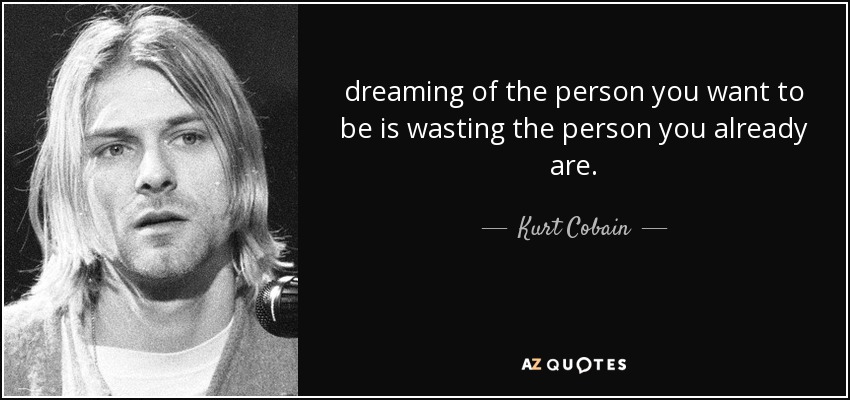 dreaming of the person you want to
be is wasting the person you already
are.
— Kurt Cobain —
AZ QUOTES